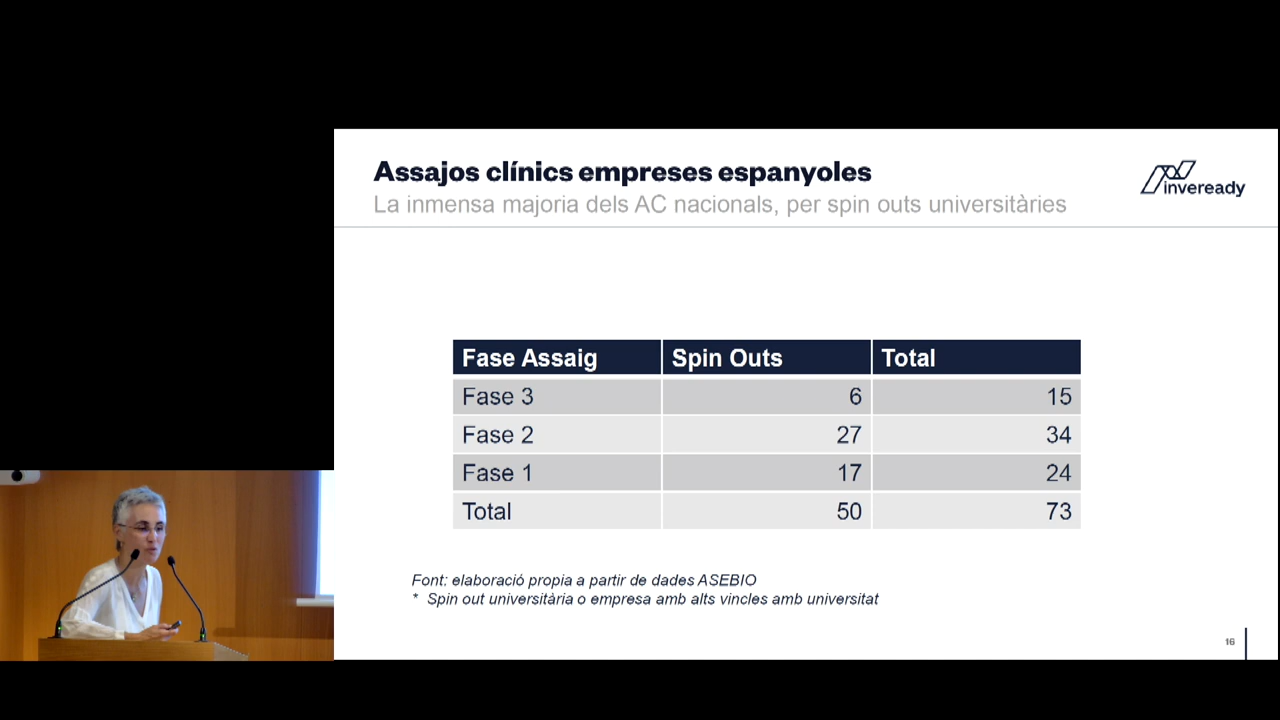 Assajos clínics empreses espanyoles
La inmensa majoria dels AC nacionals, per spin outs universitàries
inveready
Fase Assaig Spin Outs Total
Fase 3 6 15
Fase 2 27 34
Fase 1 17 24
Total 50 73
Font: elaboració propia a partir de dades ASEBIO
* Spin out universitària o empresa amb alts vincles amb universitat
16